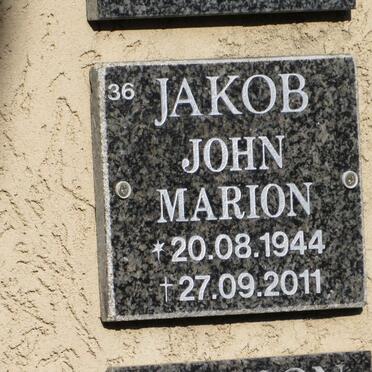 36
JAKOB
JOHN
MARION
*20.08.1944
†27.09.2011